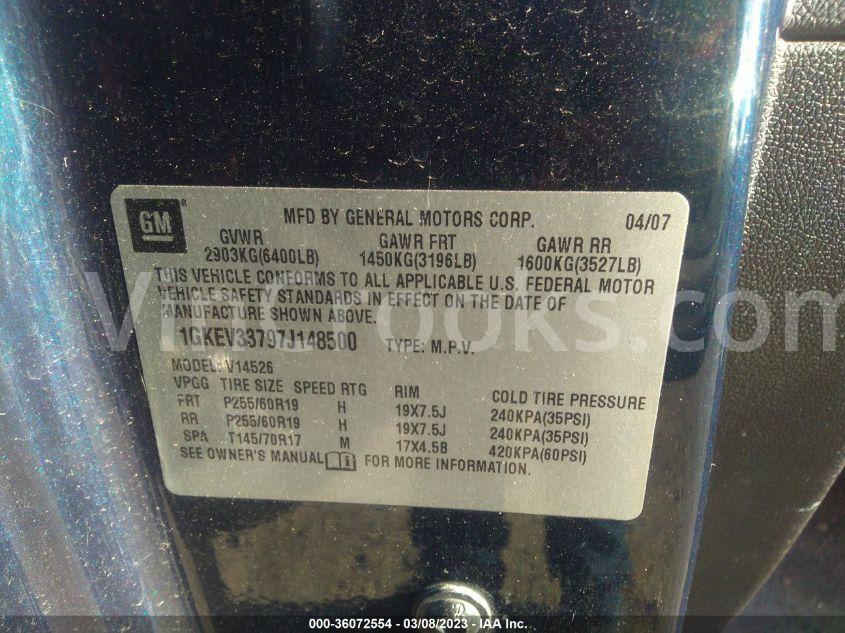 GM
MFD BY GENERAL MOTORS CORP. 04/07
GVWR GAWR FRT GAWR RR
2903KG(6400LB) 1450KG(3196LB) 1600KG(3527LB)
THIS VEHICLE CONFORMS TO ALL APPLICABLE U.S. FEDERAL MOTOR
VEHICLE SAFETY STANDARDS IN EFFECT ON THE DATE OF
MANUFACTURE SHOWN ABOVE.
1GKEV33797J148500 TYPE: M.P.V.
MODEL: V14526
VPGG TIRE SIZE SPEED RTG RIM COLD TIRE PRESSURE
FRT P255/60R19 H 19X7.5J 240KPA(35PSI)
RR P255/60R19 H 19X7.5J 240KPA(35PSI)
SPA T145/70R17 M 17X4.5B 420KPA(60PSI)
SEE OWNER'S MANUAL FOR MORE INFORMATION.
000-36072554 / 03/08/2023 - IAA Inc.